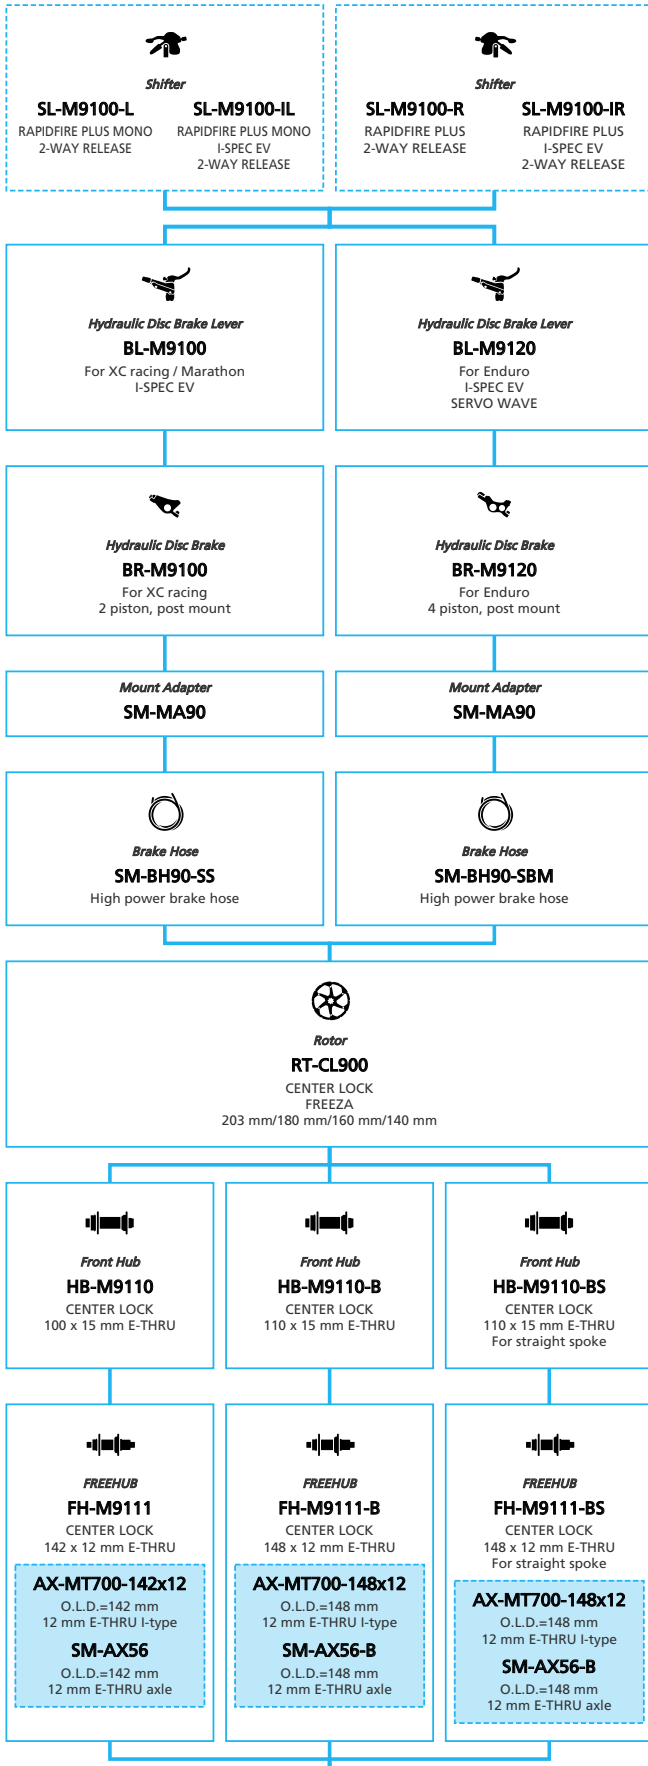 Shifter
SL-M9100-L
RAPIDFIRE PLUS MONO
2-WAY RELEASE
SL-M9100-IL
RAPIDFIRE PLUS MONO
I-SPEC EV
2-WAY RELEASE
Shifter
SL-M9100-R
RAPIDFIRE PLUS
2-WAY RELEASE
SL-M9100-IR
RAPIDFIRE PLUS
I-SPEC EV
2-WAY RELEASE
Hydraulic Disc Brake Lever
BL-M9100
For XC racing / Marathon
I-SPEC EV
Hydraulic Disc Brake Lever
BL-M9120
For Enduro
I-SPEC EV
SERVO WAVE
Hydraulic Disc Brake
BR-M9100
For XC racing
2 piston, post mount
Hydraulic Disc Brake
BR-M9120
For Enduro
4 piston, post mount
Mount Adapter
SM-MA90
Mount Adapter
SM-MA90
Brake Hose
SM-BH90-SS
High power brake hose
Brake Hose
SM-BH90-SBM
High power brake hose
Rotor
RT-CL900
CENTER LOCK
FREEZA
203 mm/180 mm/160 mm/140 mm
Front Hub
HB-M9110
CENTER LOCK
100 x 15 mm E-THRU
Front Hub
HB-M9110-B
CENTER LOCK
110 x 15 mm E-THRU
Front Hub
HB-M9110-BS
CENTER LOCK
110 x 15 mm E-THRU
For straight spoke
FREEHUB
FH-M9111
CENTER LOCK
142 x 12 mm E-THRU
AX-MT700-142x12
O.L.D.=142 mm
12 mm E-THRU I-type
SM-AX56
O.L.D.=142 mm
12 mm E-THRU axle
FREEHUB
FH-M9111-B
CENTER LOCK
148 x 12 mm E-THRU
AX-MT700-148x12
O.L.D.=148 mm
12 mm E-THRU I-type
SM-AX56-B
O.L.D.=148 mm
12 mm E-THRU axle
FREEHUB
FH-M9111-BS
CENTER LOCK
148 x 12 mm E-THRU
For straight spoke
AX-MT700-148x12
O.L.D.=148 mm
12 mm E-THRU I-type
SM-AX56-B
O.L.D.=148 mm
12 mm E-THRU axle